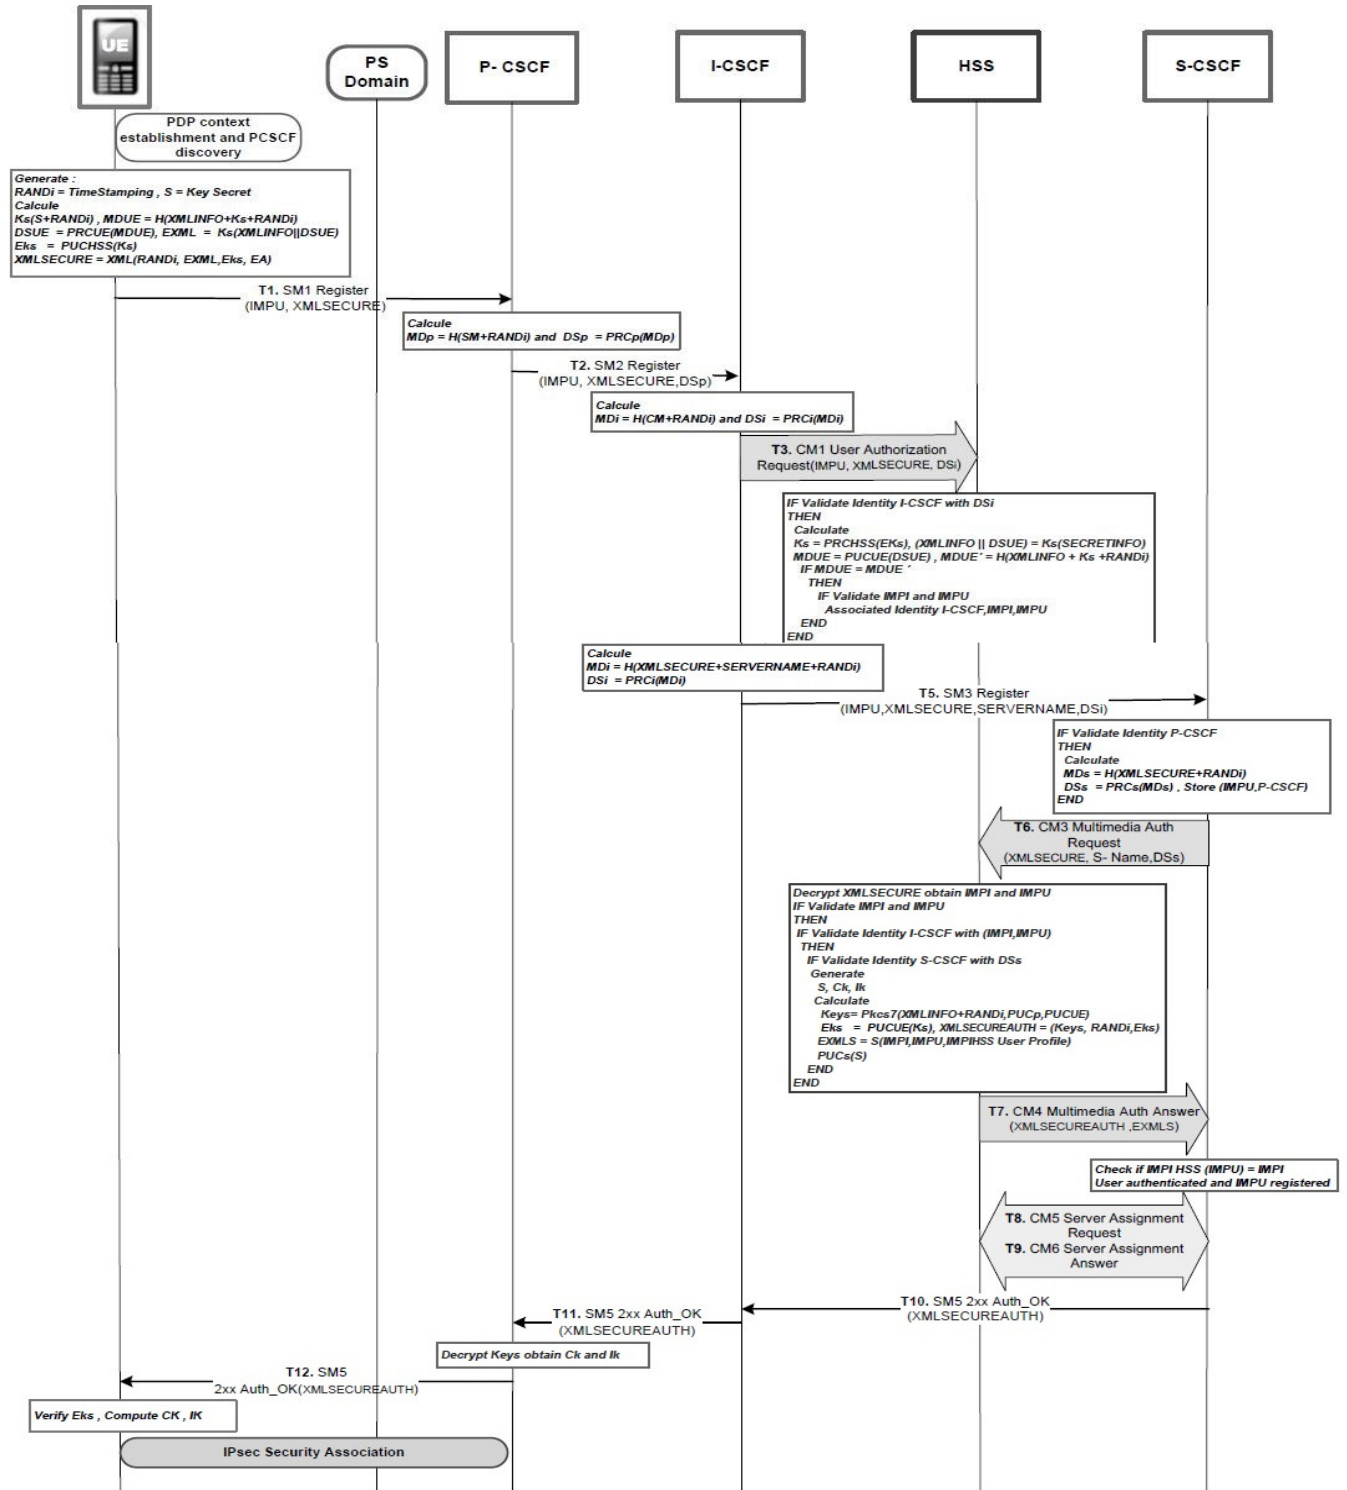 UE
PS
Domain
P- CSCF
I-CSCF
HSS
S-CSCF
PDP context
establishment and PCSCF
discovery
Generate :
RANDi = TimeStamping , S = Key Secret
Calcule
Ks(S+RANDi) , MDUE = H(XMLINFO+Ks+RANDi)
DSUE = PRCUE(MDUE), EXML = Ks(XMLINFO||DSUE)
Eks = PUCHSS(Ks)
XMLSECURE = XML(RANDi, EXML,Eks, EA)
T1. SM1 Register
(IMPU, XMLSECURE)
Calcule
MDp = H(SM+RANDi) and DSp = PRCp(MDp)
T2. SM2 Register
(IMPU, XMLSECURE,DSp)
Calcule
MDi = H(CM+RANDi) and DSi = PRCi(MDi)
T3. CM1 User Authorization
Request(IMPU, XMLSECURE, DSi)
IF Validate Identity I-CSCF with DSi
THEN
Calculate
Ks = PRCHSS(EKs), (XMLINFO || DSUE) = Ks(SECRETINFO)
MDUE = PUCUE(DSUE) , MDUE' = H(XMLINFO + Ks +RANDi)
IF MDUE = MDUE ′
THEN
IF Validate IMPI and IMPU
Associated Identity I-CSCF,IMPI,IMPU
END
END
Calcule
MDi = H(XMLSECURE+SERVERNAME+RANDi)
DSi = PRCi(MDi)
T5. SM3 Register
(IMPU,XMLSECURE,SERVERNAME,DSi)
IF Validate Identity P-CSCF
THEN
Calculate
MDs = H(XMLSECURE+RANDi)
DSs = PRCs(MDs) , Store (IMPU,P-CSCF)
END
T6. CM3 Multimedia Auth
Request
(XMLSECURE, S- Name,DSs)
Decrypt XMLSECURE obtain IMPI and IMPU
IF Validate IMPI and IMPU
THEN
IF Validate Identity I-CSCF with (IMPI,IMPU)
THEN
IF Validate Identity S-CSCF with DSs
Generate
S, Ck, Ik
Calculate
Keys= Pkcs7(XMLINFO+RANDi,PUCp,PUCUE)
Eks = PUCUE(Ks), XMLSECUREAUTH = (Keys, RANDi,Eks)
EXMLS = S(IMPI,IMPU,IMPIHSS User Profile)
PUCs(S)
END
END
T7. CM4 Multimedia Auth Answer
(XMLSECUREAUTH ,EXMLS)
Check if IMPI HSS (IMPU) = IMPI
User authenticated and IMPU registered
T8. CM5 Server Assignment
Request
T9. CM6 Server Assignment
Answer
T10. SM5 2xx Auth_OK
(XMLSECUREAUTH)
T11. SM5 2xx Auth_OK
(XMLSECUREAUTH)
Decrypt Keys obtain Ck and Ik
T12. SM5
2xx Auth_OK(XMLSECUREAUTH)
Verify Eks , Compute CK , IK
IPsec Security Association